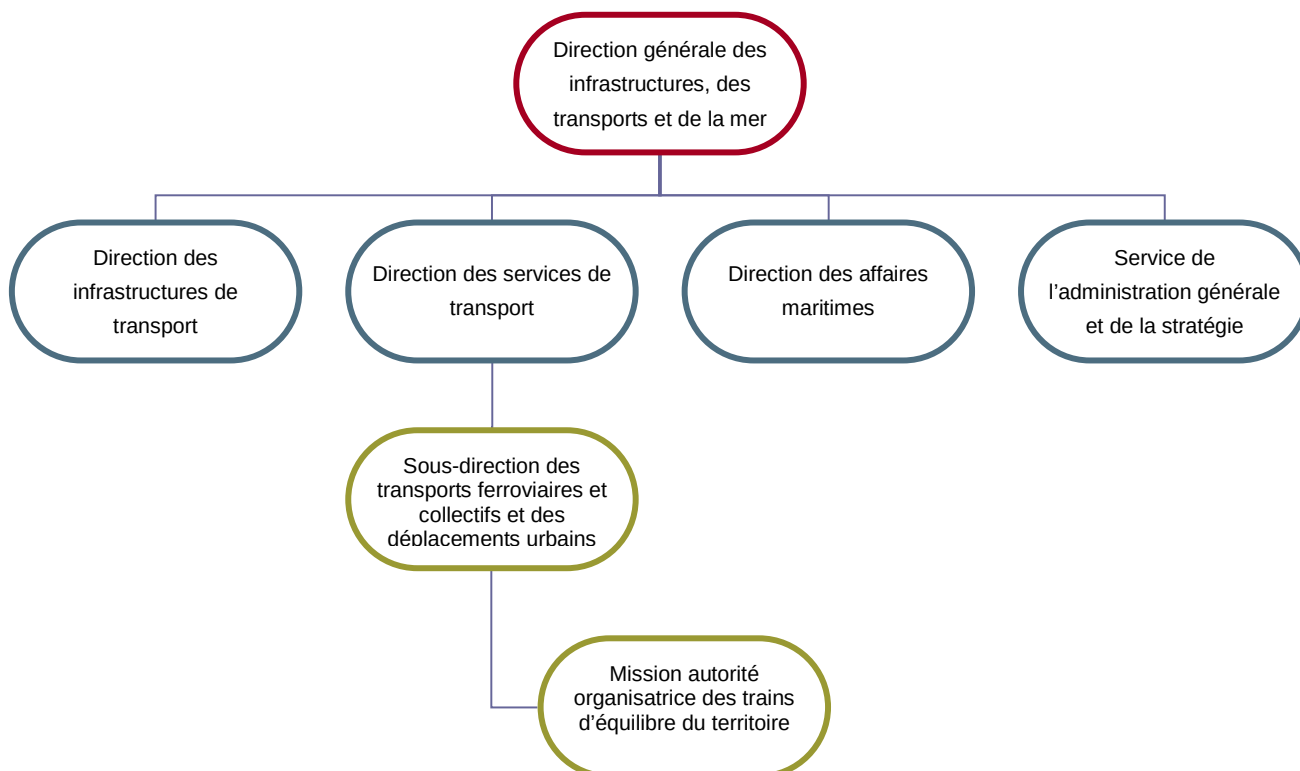 Direction générale des
infrastructures, des
transports et de la mer
Direction des
infrastructures de
transport
Direction des services de
transport
Direction des affaires
maritimes
Service de
l’administration générale
et de la stratégie
Sous-direction des
transports ferroviaires et
collectifs et des
déplacements urbains
Mission autorité
organisatrice des trains
d’équilibre du territoire